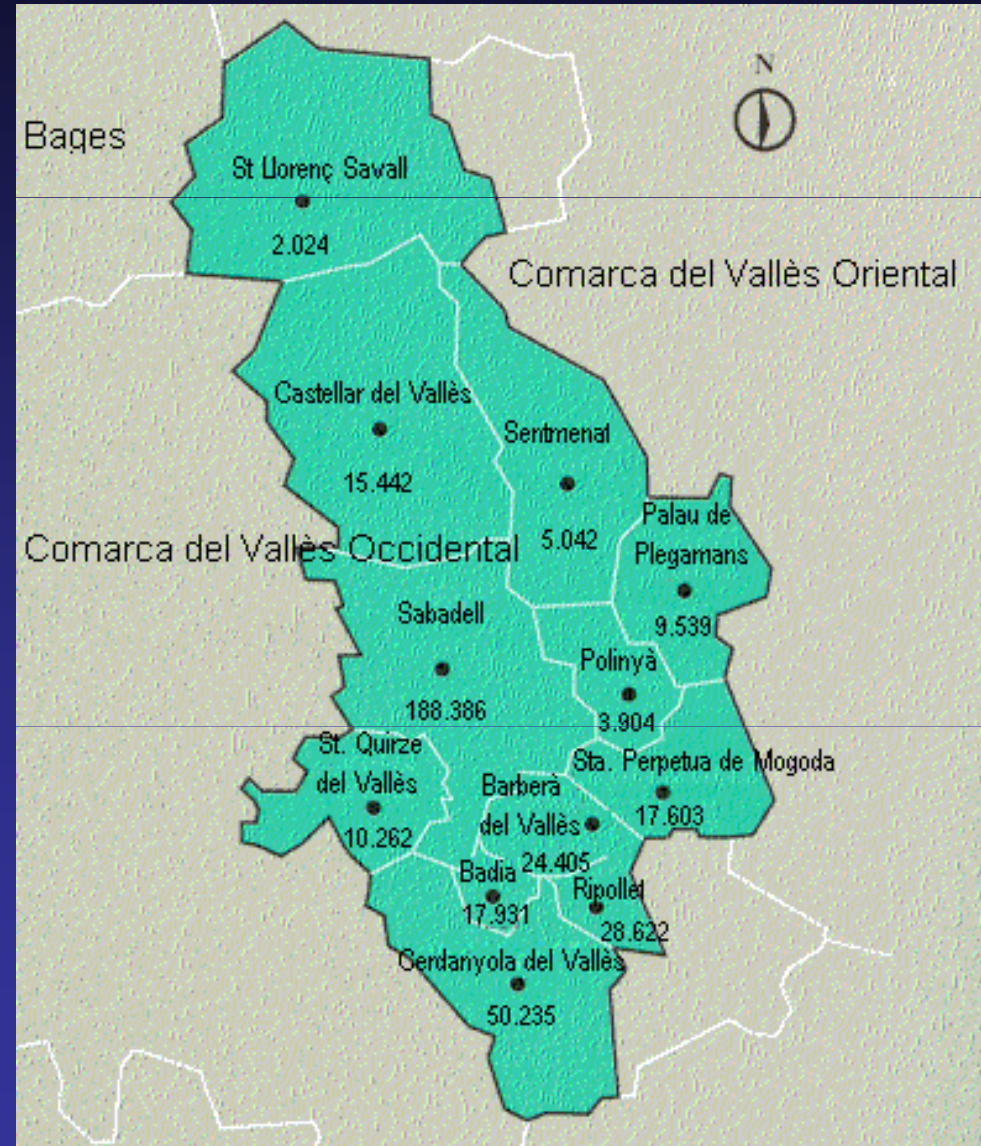 N
Bages
St Llorenç Savall
2.024
Comarca del Vallès Oriental
Castellar del Vallès
15.442
Sentmenat
5.042
Palau de
Plegamans
9.539
Comarca del Vallès Occidental
Sabadell
188.386
Polinyà
3.904
St. Quirze
del Vallès
10.262
Sta. Perpetua de Mogoda
17.603
Barberà
del Vallès
24.405
Badia
17.931
Ripollet
28.622
Cerdanyola del Vallès
50.235